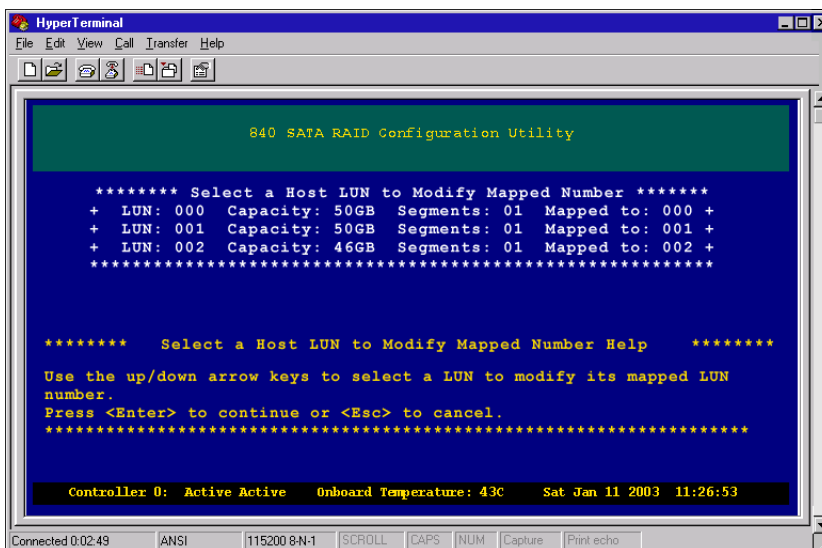 HyperTerminal
File Edit View Call Transfer Help
840 SATA RAID Configuration Utility
******** Select a Host LUN to Modify Mapped Number *******
+ LUN: 000 Capacity: 50GB Segments: 01 Mapped to: 000 +
+ LUN: 001 Capacity: 50GB Segments: 01 Mapped to: 001 +
+ LUN: 002 Capacity: 46GB Segments: 01 Mapped to: 002 +
***********************************************************
******** Select a Host LUN to Modify Mapped Number Help ********
Use the up/down arrow keys to select a LUN to modify its mapped LUN
number.
Press <Enter> to continue or <Esc> to cancel.
********************************************************************
Controller 0: Active Active Onboard Temperature: 43C Sat Jan 11 2003 11:26:53
Connected 0:02:49 ANSI 115200 8-N-1 SCROLL CAPS NUM Capture Print echo